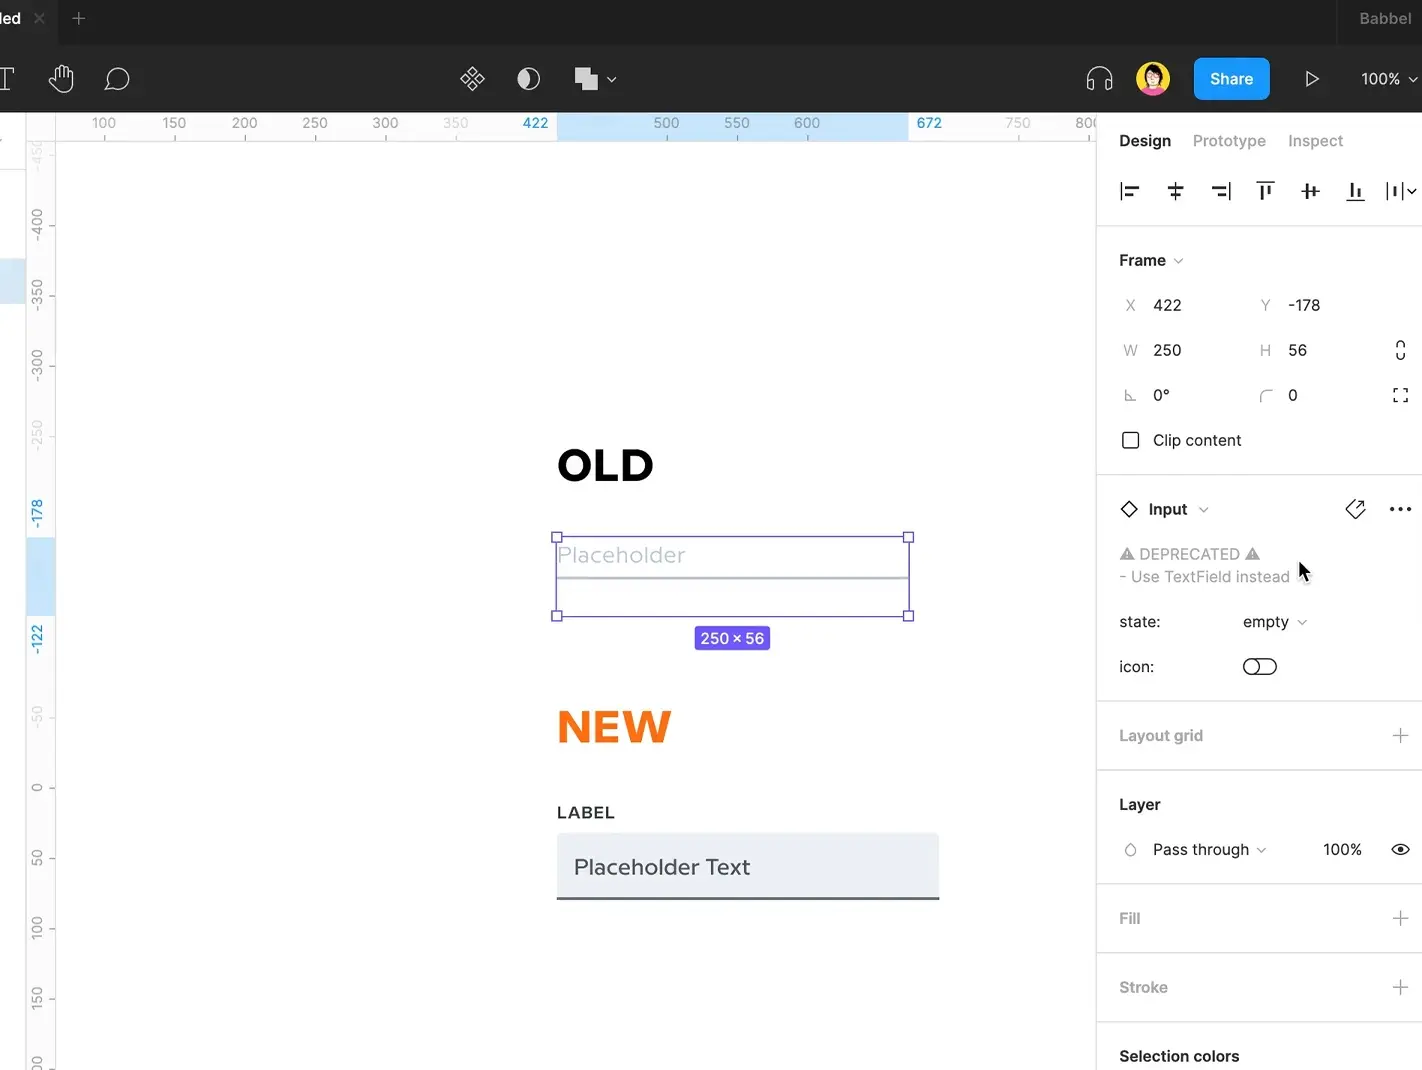 led
Babbel
Share
100%
100 150 200 250 300 350 422 500 550 600 672 750 800
-450
-400
-350
-300
-250
-178
-122
-50
0
50
100
150
Design Prototype Inspect
Frame
X 422 Y -178
W 250 H 56
0° 0
Clip content
OLD
Placeholder
250 × 56
Input
⚠ DEPRECATED ⚠
- Use TextField instead
state: empty
icon:
NEW
LABEL
Placeholder Text
Layout grid
Layer
Pass through 100%
Fill
Stroke
Selection colors